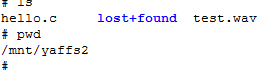 # ls
hello.c lost+found test.wav
# pwd
/mnt/yaffs2
#